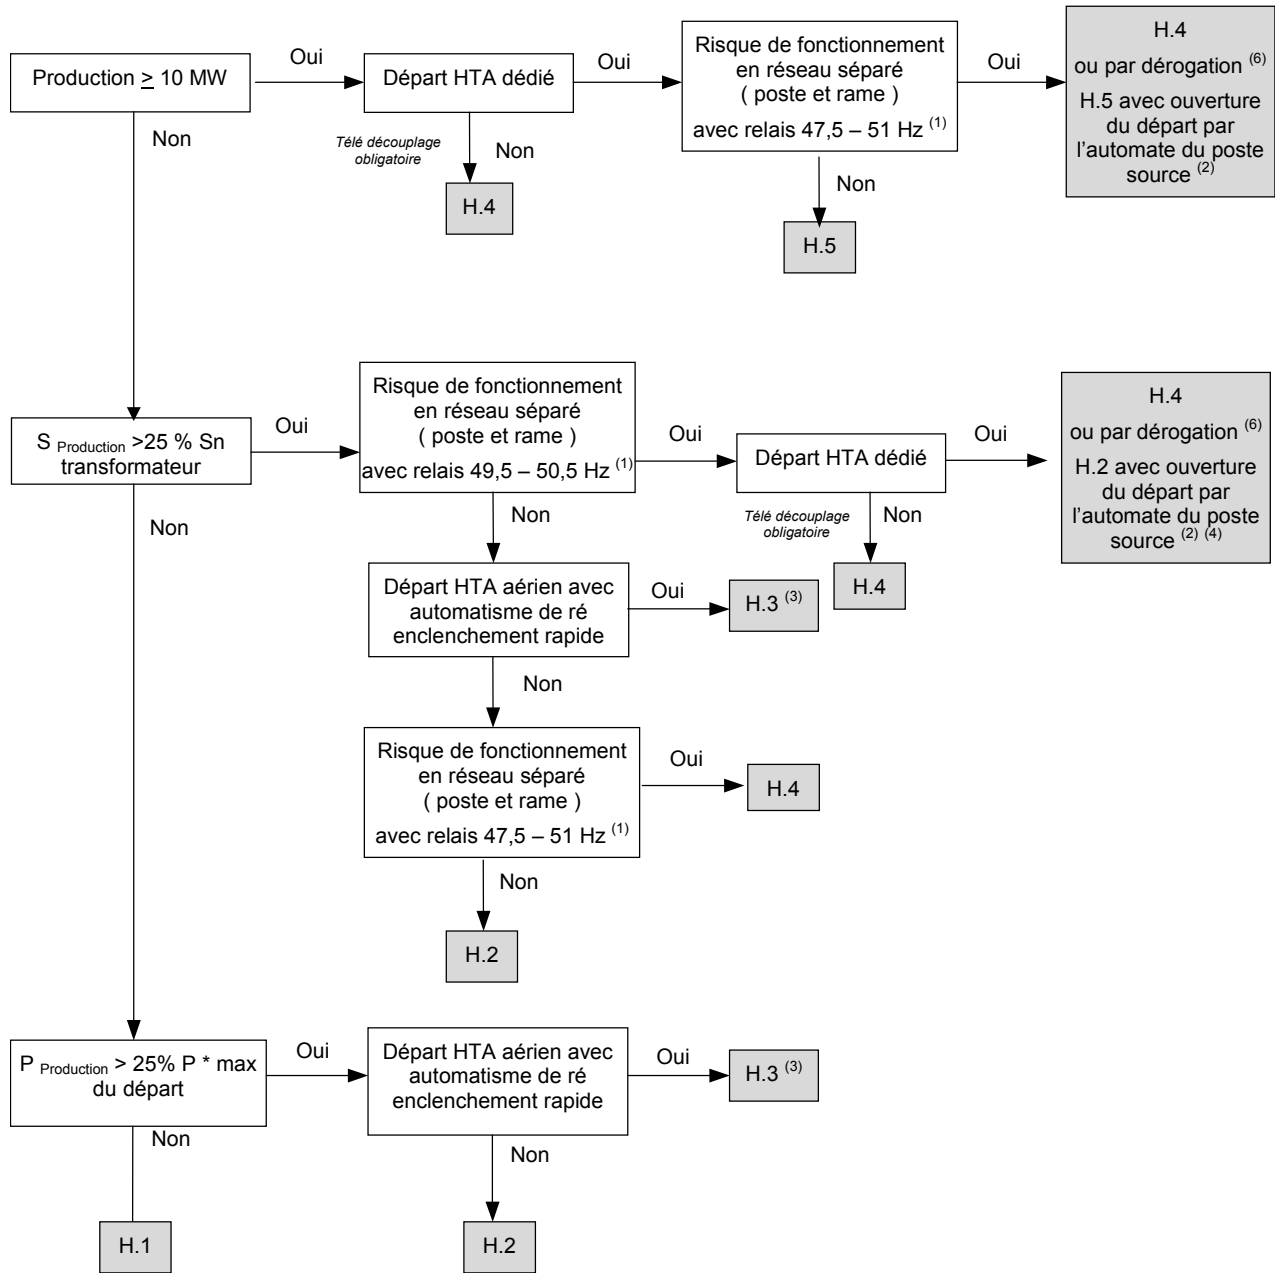 Production ≥ 10 MW
Oui
Départ HTA dédié
Oui
Risque de fonctionnement
en réseau séparé
( poste et rame )
avec relais 47,5 – 51 Hz (1)
Oui
H.4
ou par dérogation (6)
H.5 avec ouverture
du départ par
l'automate du poste
source (2)
Non
Télé découplage
obligatoire
Non
H.4
Non
H.5
S Production >25 % Sn
transformateur
Oui
Risque de fonctionnement
en réseau séparé
( poste et rame )
avec relais 49,5 – 50,5 Hz (1)
Oui
Départ HTA dédié
Oui
H.4
ou par dérogation (6)
H.2 avec ouverture
du départ par
l'automate du poste
source (2) (4)
Non
Non
Télé découplage
obligatoire
Non
H.4
Départ HTA aérien avec
automatisme de ré
enclenchement rapide
Oui
H.3 (3)
Non
Risque de fonctionnement
en réseau séparé
( poste et rame )
avec relais 47,5 – 51 Hz (1)
Oui
H.4
Non
H.2
P Production > 25% P * max
du départ
Oui
Départ HTA aérien avec
automatisme de ré
enclenchement rapide
Oui
H.3 (3)
Non
Non
H.1
H.2